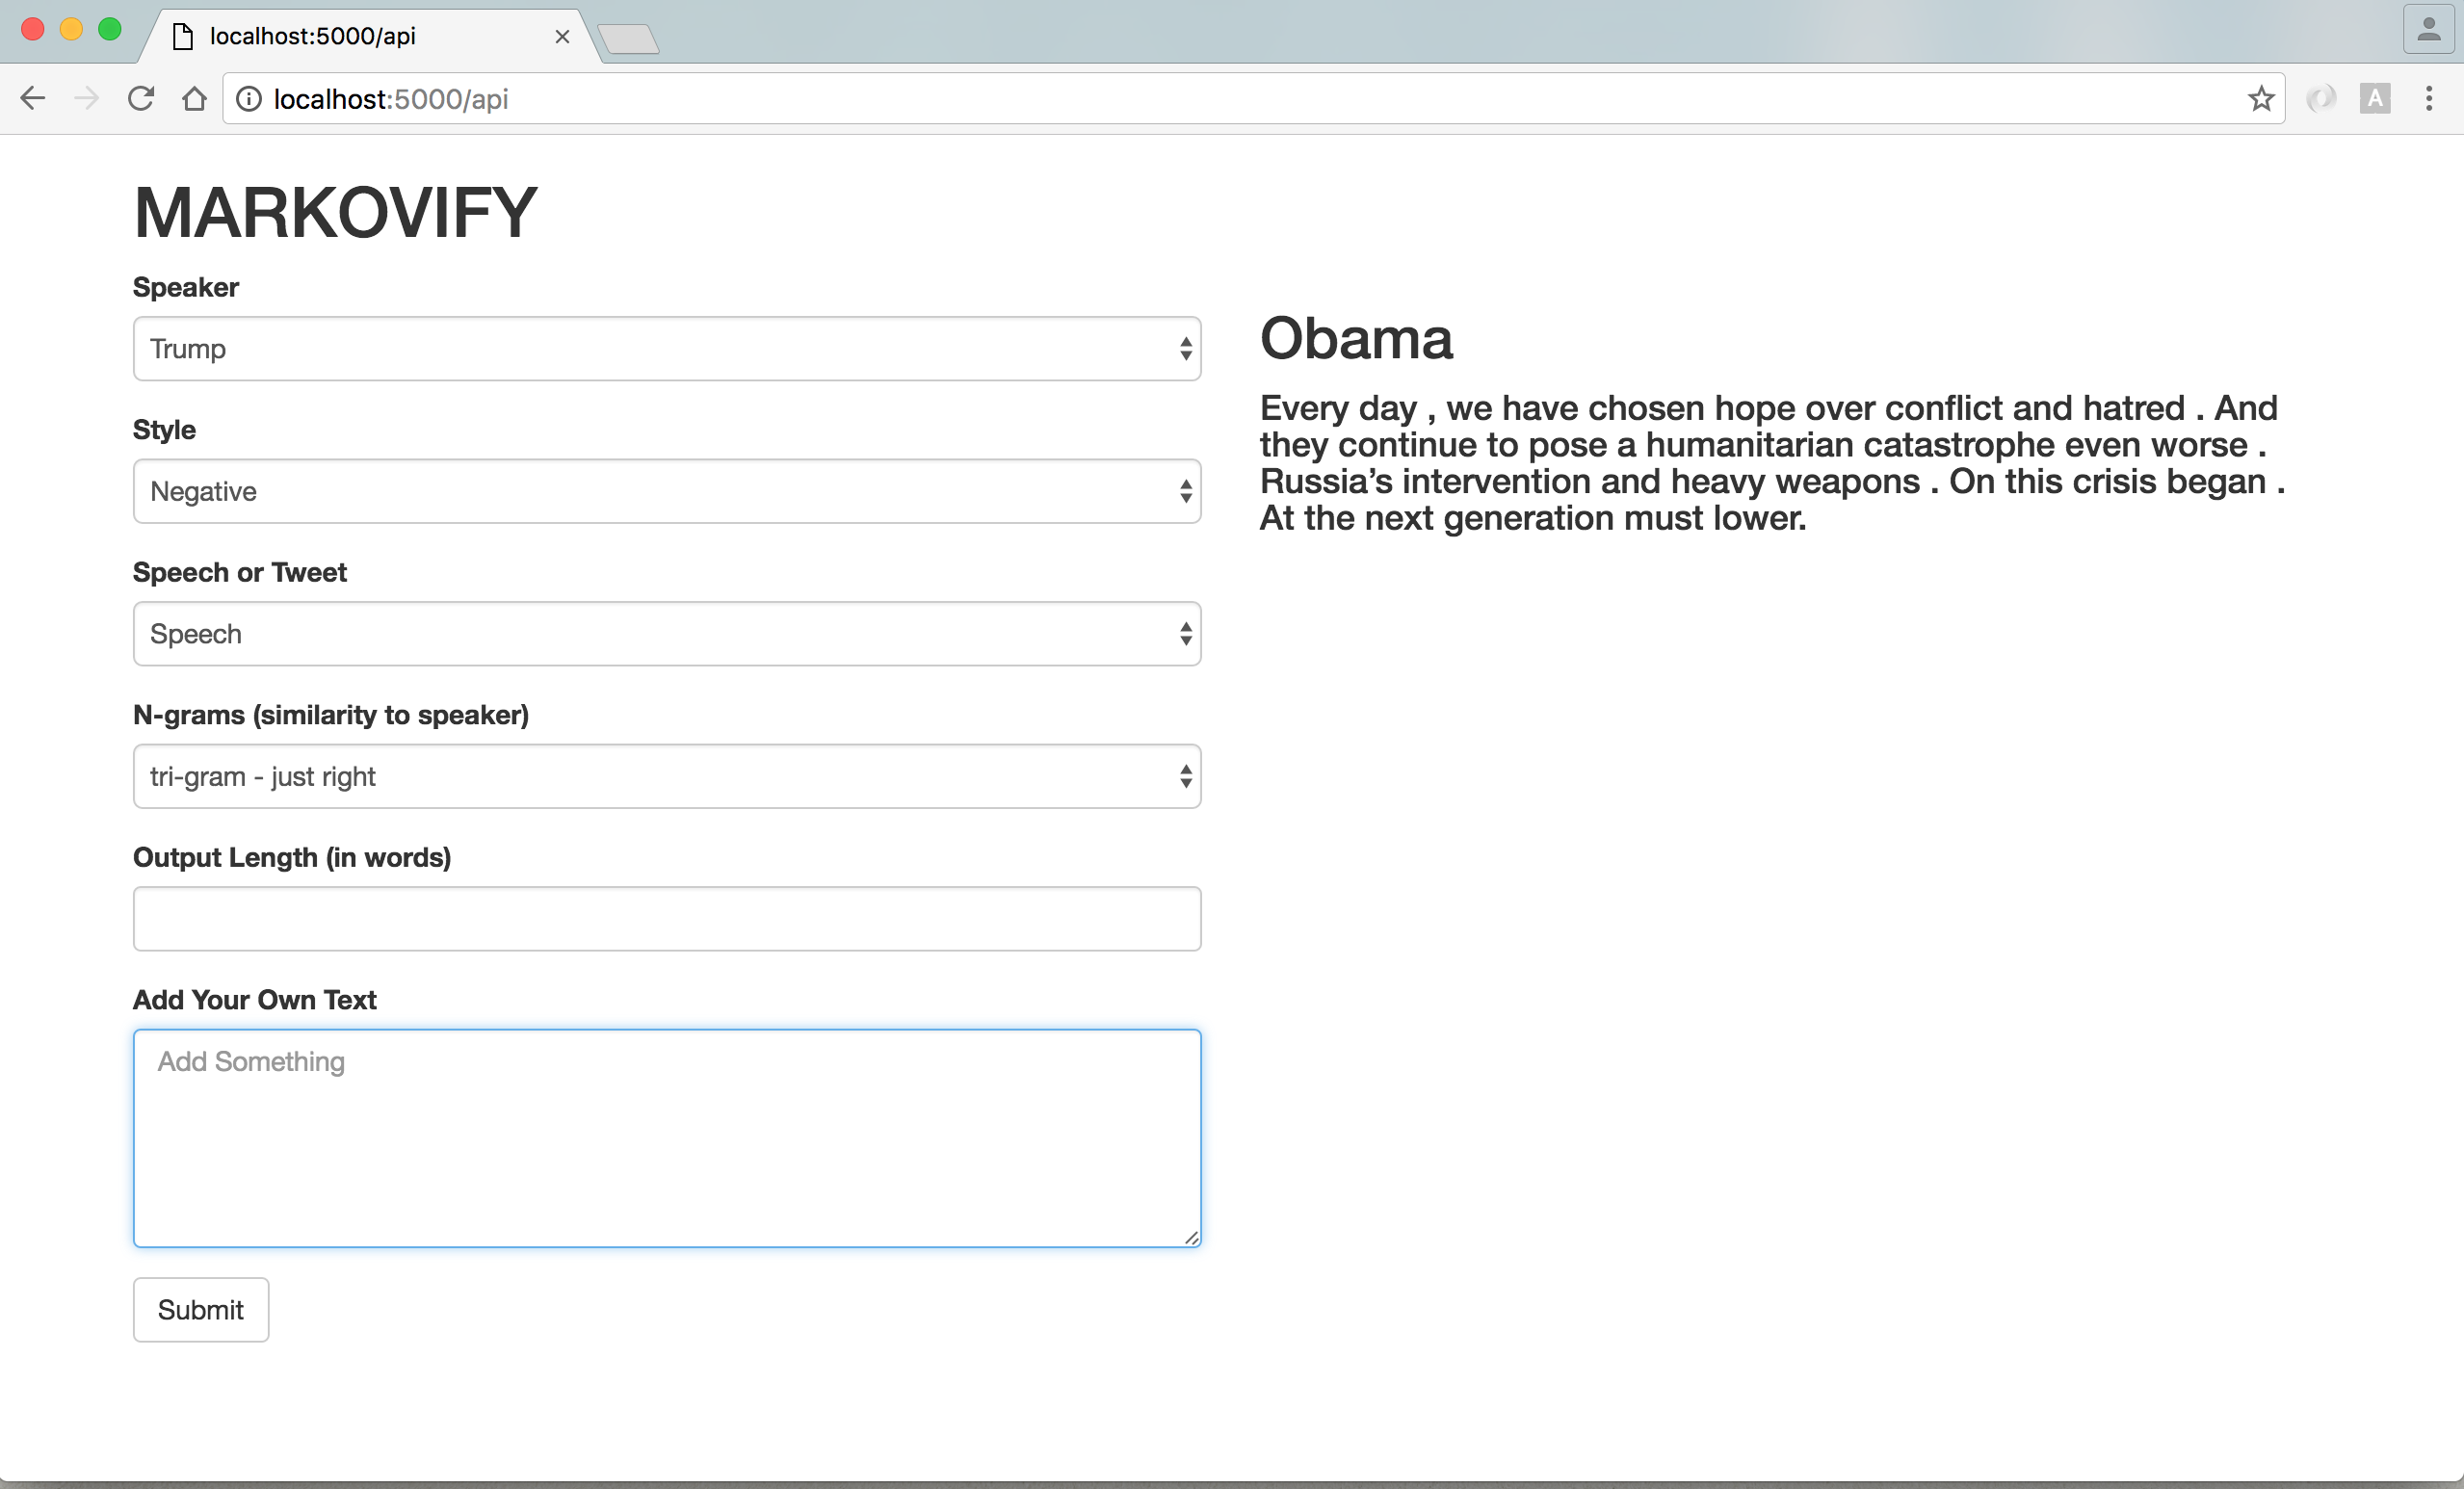 localhost:5000/api
localhost:5000/api
A
MARKOVIFY
Speaker
Trump
Style
Negative
Speech or Tweet
Speech
N-grams (similarity to speaker)
tri-gram - just right
Output Length (in words)
Add Your Own Text
Add Something
Submit
Obama
Every day , we have chosen hope over conflict and hatred . And
they continue to pose a humanitarian catastrophe even worse .
Russia’s intervention and heavy weapons . On this crisis began .
At the next generation must lower.